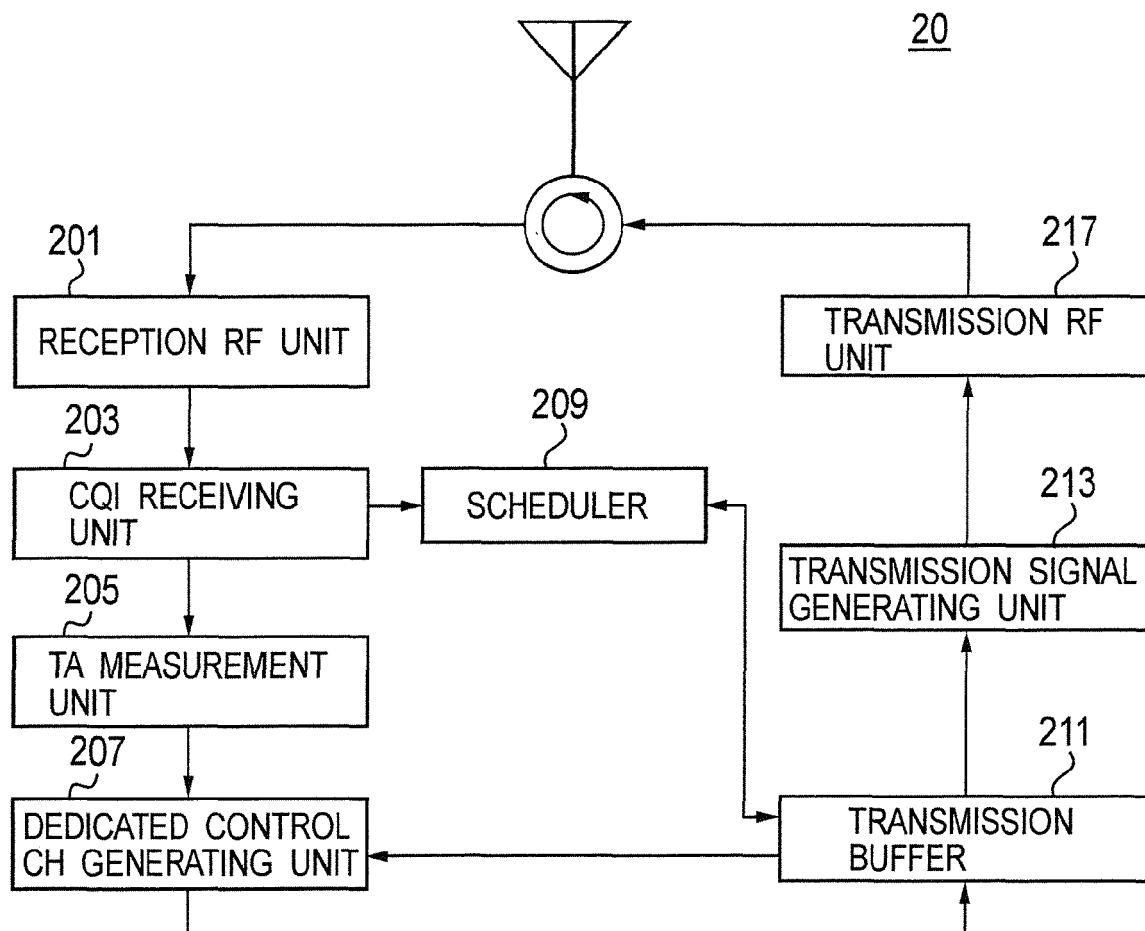 20
201
RECEPTION RF UNIT
217
TRANSMISSION RF
UNIT
203
CQI RECEIVING
UNIT
209
SCHEDULER
213
TRANSMISSION SIGNAL
GENERATING UNIT
205
TA MEASUREMENT
UNIT
207
DEDICATED CONTROL
CH GENERATING UNIT
211
TRANSMISSION
BUFFER